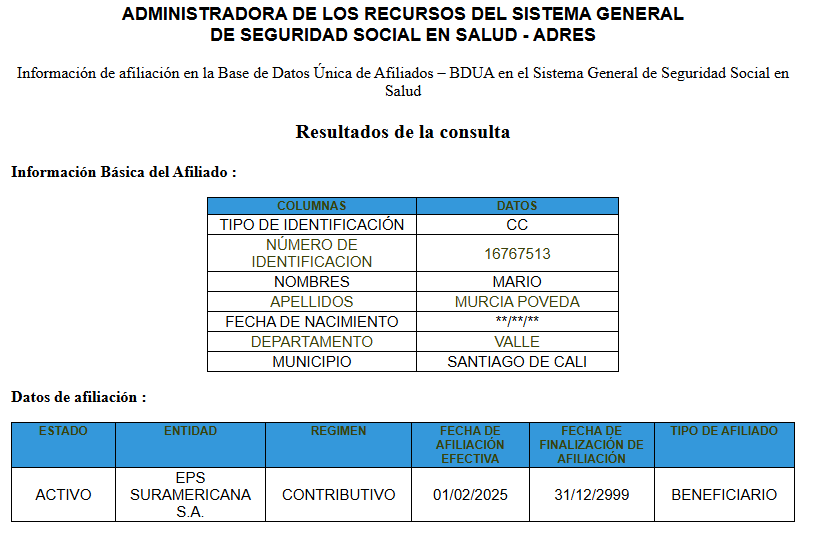 ADMINISTRADORA DE LOS RECURSOS DEL SISTEMA GENERAL
DE SEGURIDAD SOCIAL EN SALUD - ADRES
Información de afiliación en la Base de Datos Única de Afiliados – BDUA en el Sistema General de Seguridad Social en
Salud
Resultados de la consulta
Información Básica del Afiliado :
COLUMNAS DATOS
TIPO DE IDENTIFICACIÓN CC
NÚMERO DE
IDENTIFICACION 16767513
NOMBRES MARIO
APELLIDOS MURCIA POVEDA
FECHA DE NACIMIENTO **/**/**
DEPARTAMENTO VALLE
MUNICIPIO SANTIAGO DE CALI
Datos de afiliación :
ESTADO ENTIDAD REGIMEN FECHA DE AFILIACIÓN EFECTIVA FECHA DE FINALIZACIÓN DE AFILIACIÓN TIPO DE AFILIADO
ACTIVO EPS SURAMERICANA S.A. CONTRIBUTIVO 01/02/2025 31/12/2999 BENEFICIARIO